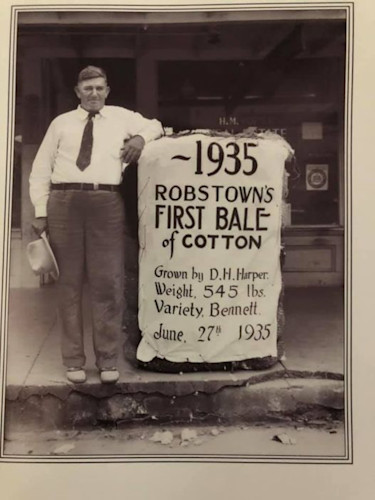 ~1935
ROBSTOWN'S
FIRST BALE
of COTTON
Grown by D.H. Harper.
Weight, 545 lbs.
Variety, Bennett.
June, 27th 1935
H.M.